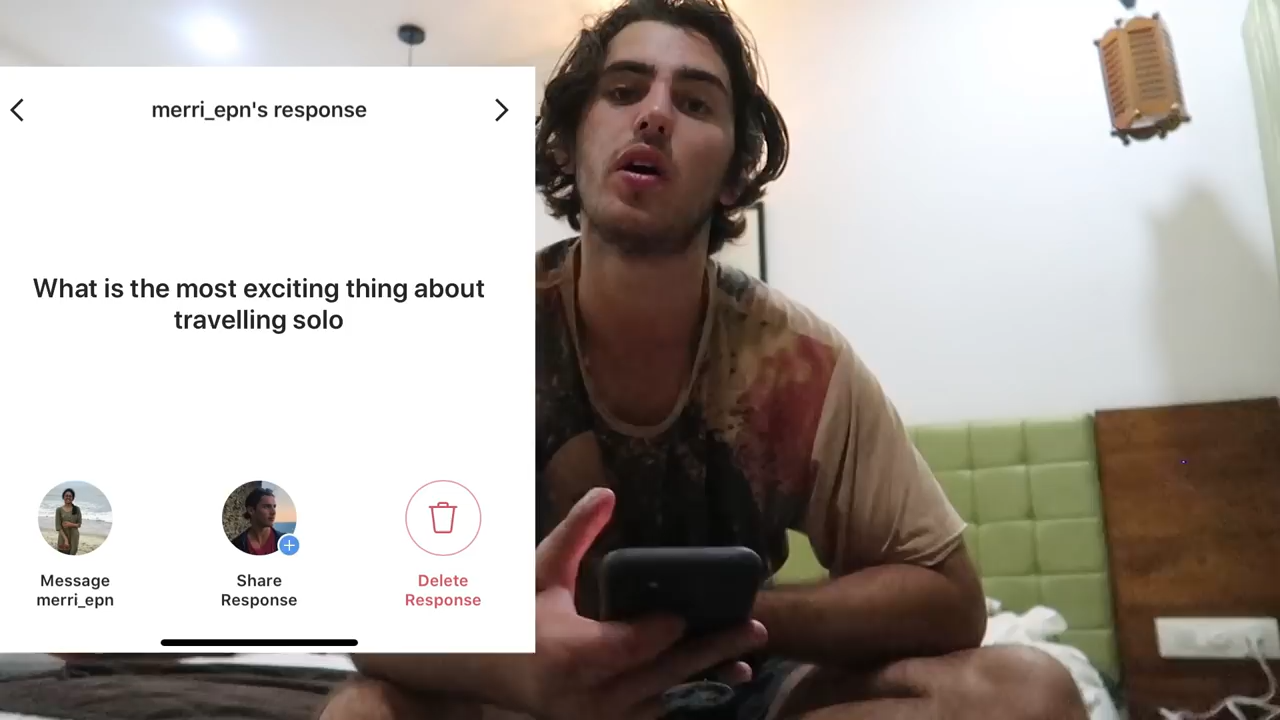 merri_epn's response
What is the most exciting thing about
travelling solo
Message
merri_epn
Share
Response
Delete
Response